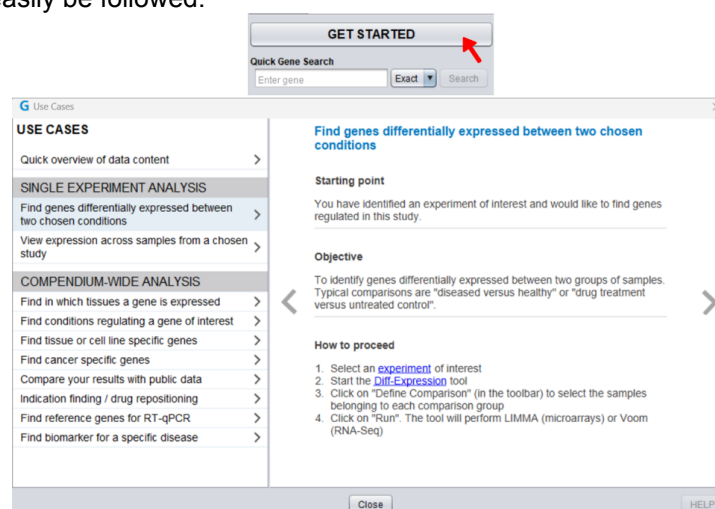 easily be followed.
GET STARTED
Quick Gene Search
Enter gene
Exact
Search
G Use Cases
USE CASES
Quick overview of data content
SINGLE EXPERIMENT ANALYSIS
Find genes differentially expressed between
two chosen conditions
View expression across samples from a chosen
study
COMPENDIUM-WIDE ANALYSIS
Find in which tissues a gene is expressed
Find conditions regulating a gene of interest
Find tissue or cell line specific genes
Find cancer specific genes
Compare your results with public data
Indication finding / drug repositioning
Find reference genes for RT-qPCR
Find biomarker for a specific disease
Find genes differentially expressed between two chosen
conditions
Starting point
You have identified an experiment of interest and would like to find genes
regulated in this study.
Objective
To identify genes differentially expressed between two groups of samples.
Typical comparisons are "diseased versus healthy" or "drug treatment
versus untreated control".
How to proceed
1. Select an experiment of interest
2. Start the Diff-Expression tool
3. Click on "Define Comparison" (in the toolbar) to select the samples
belonging to each comparison group
4. Click on "Run". The tool will perform LIMMA (microarrays) or Voom
(RNA-Seq)
Close
HELP